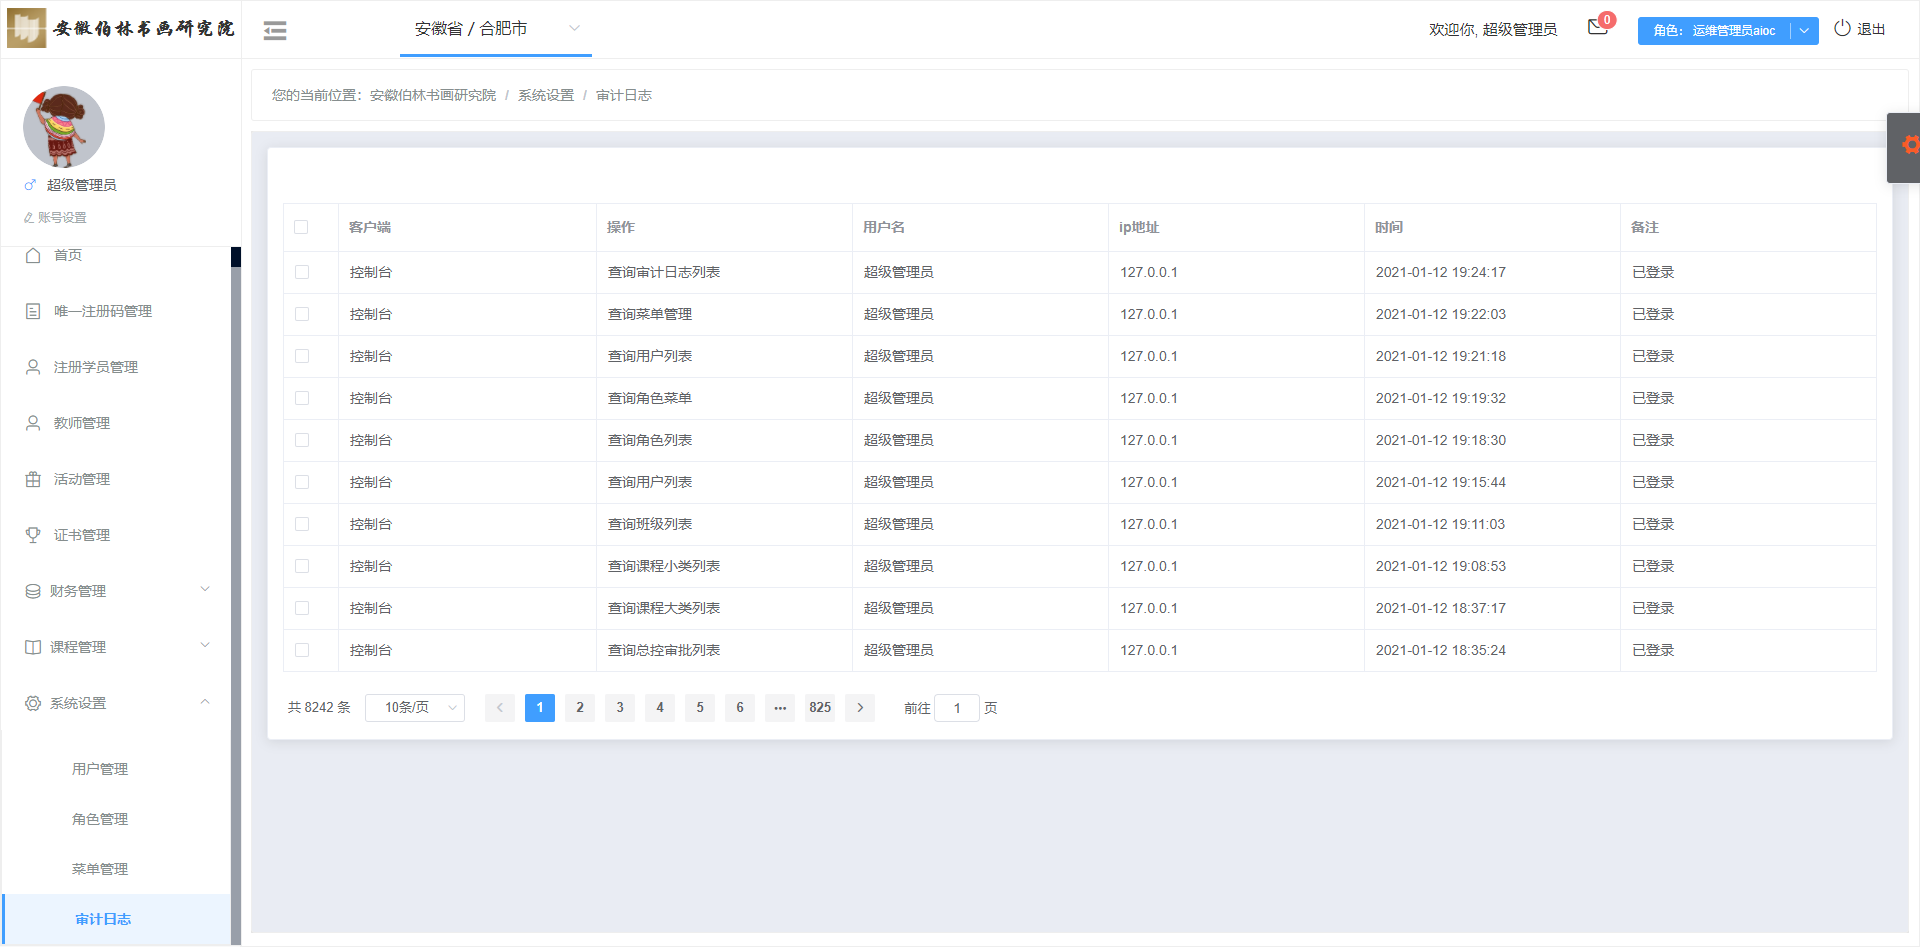 安徽伯林书画研究院
安徽省 / 合肥市
欢迎你, 超级管理员
0
角色： 运维管理员aioc
退出
超级管理员
账号设置
您的当前位置：安徽伯林书画研究院 / 系统设置 / 审计日志
首页
唯一注册码管理
注册学员管理
教师管理
活动管理
证书管理
财务管理
课程管理
系统设置
用户管理
角色管理
菜单管理
审计日志
客户端 操作 用户名 ip地址 时间 备注
控制台 查询审计日志列表 超级管理员 127.0.0.1 2021-01-12 19:24:17 已登录
控制台 查询菜单管理 超级管理员 127.0.0.1 2021-01-12 19:22:03 已登录
控制台 查询用户列表 超级管理员 127.0.0.1 2021-01-12 19:21:18 已登录
控制台 查询角色菜单 超级管理员 127.0.0.1 2021-01-12 19:19:32 已登录
控制台 查询角色列表 超级管理员 127.0.0.1 2021-01-12 19:18:30 已登录
控制台 查询用户列表 超级管理员 127.0.0.1 2021-01-12 19:15:44 已登录
控制台 查询班级列表 超级管理员 127.0.0.1 2021-01-12 19:11:03 已登录
控制台 查询课程小类列表 超级管理员 127.0.0.1 2021-01-12 19:08:53 已登录
控制台 查询课程大类列表 超级管理员 127.0.0.1 2021-01-12 18:37:17 已登录
控制台 查询总控审批列表 超级管理员 127.0.0.1 2021-01-12 18:35:24 已登录
共 8242 条 10条/页 1 2 3 4 5 6 ••• 825 前往 1 页